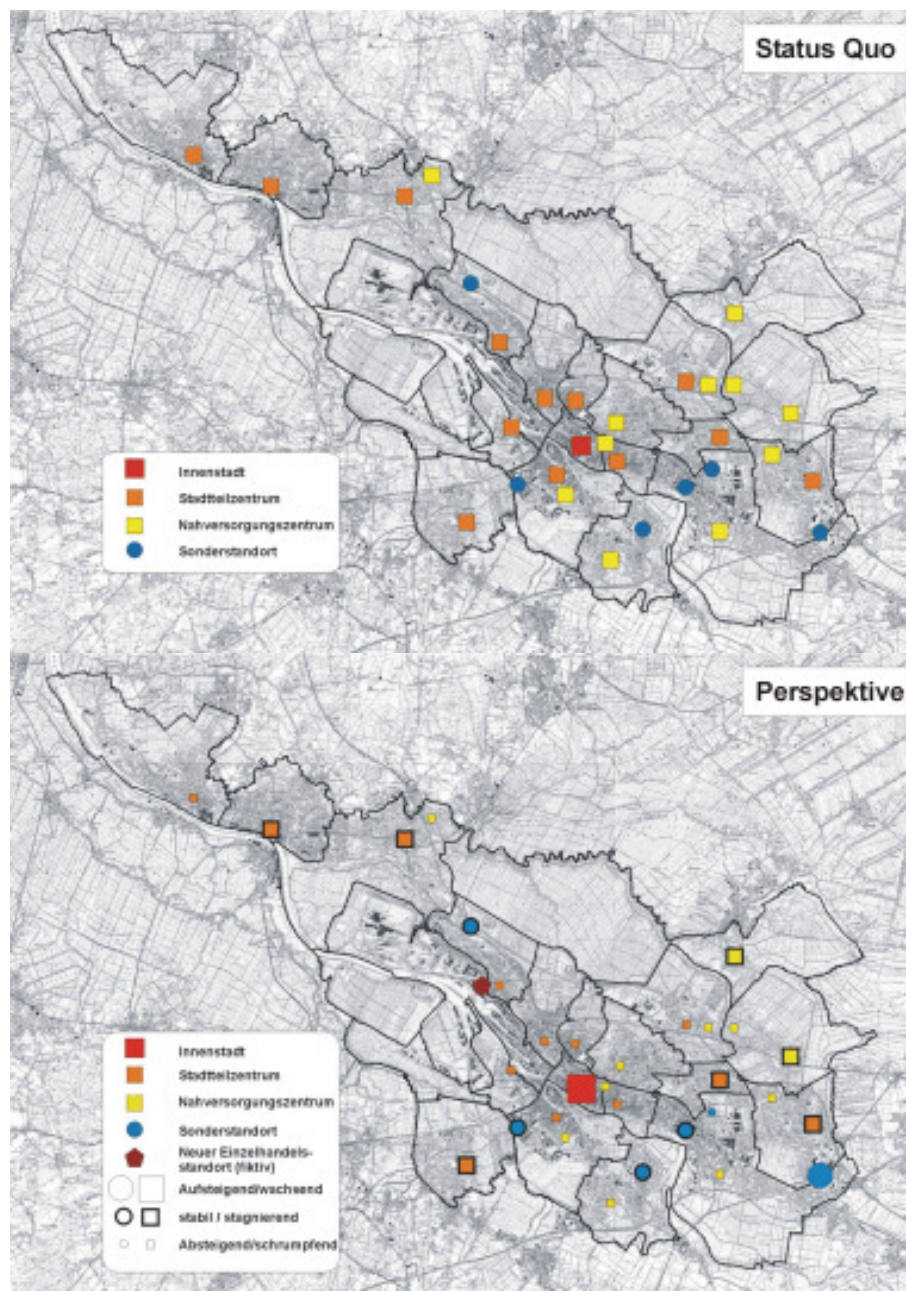 Status Quo
Innenstadt
Stadtteilzentrum
Nahversorgungszentrum
Sonderstandort
Perspektive
Innenstadt
Stadtteilzentrum
Nahversorgungszentrum
Sonderstandort
Neuer Einzelhandels-
standort (fiktiv)
Aufsteigend/wachsend
stabil / stagnierend
Absteigend/schrumpfend